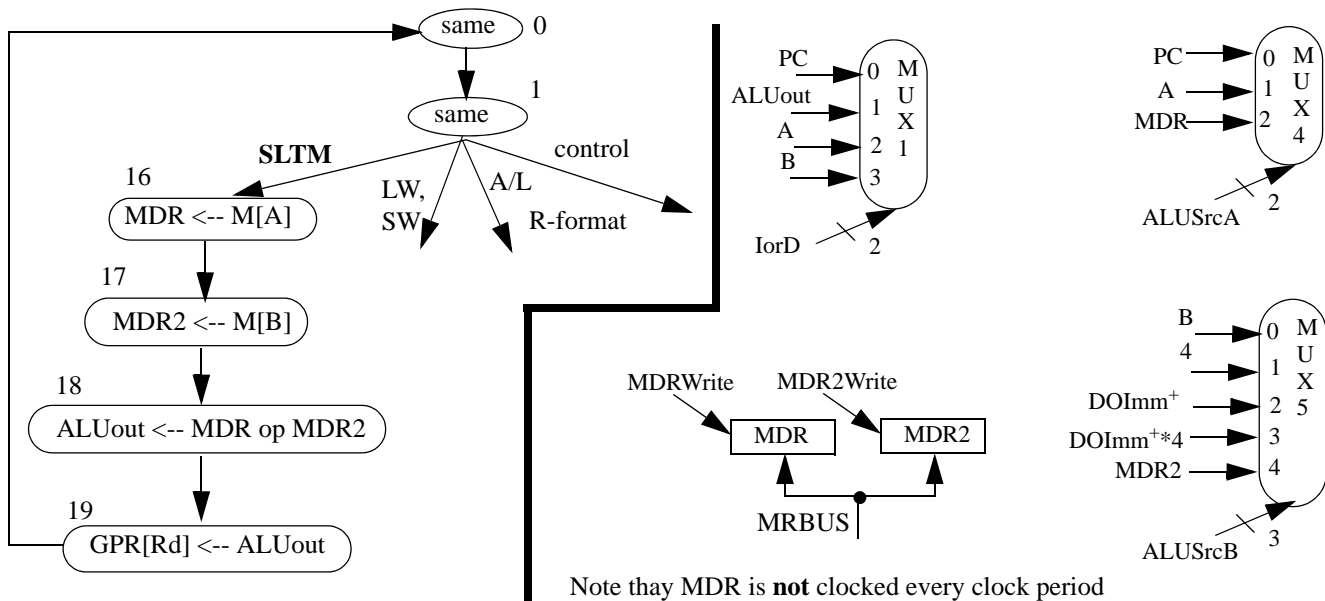 same 0
1
same
SLTM
control
LW,
SW
A/L
R-format
16
MDR <-- M[A]
17
MDR2 <-- M[B]
18
ALUout <-- MDR op MDR2
19
GPR[Rd] <-- ALUout
PC
ALUout
A
B
0
1
2
3
M
U
X
1
IorD
2
PC
A
MDR
0
1
2
M
U
X
4
ALUSrcA
2
MDRWrite
MDR2Write
MDR
MDR2
MRBUS
B
4
DOImm+
DOImm+*4
MDR2
0
1
2
3
4
M
U
X
5
ALUSrcB
3
Note thay MDR is not clocked every clock period